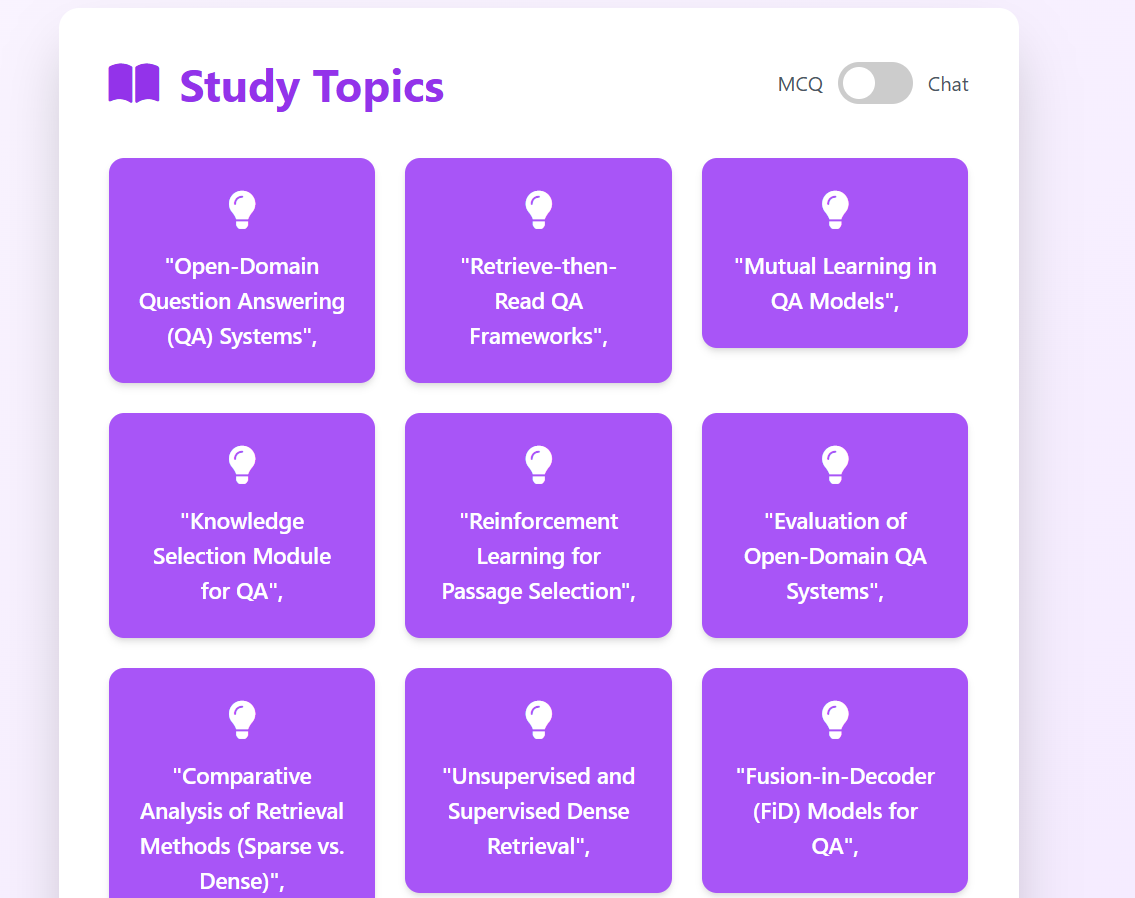 Study Topics
MCQ
Chat
"Open-Domain
Question Answering
(QA) Systems",
"Retrieve-then-
Read QA
Frameworks",
"Mutual Learning in
QA Models",
"Knowledge
Selection Module
for QA",
"Reinforcement
Learning for
Passage Selection",
"Evaluation of
Open-Domain QA
Systems",
"Comparative
Analysis of Retrieval
Methods (Sparse vs.
Dense)",
"Unsupervised and
Supervised Dense
Retrieval",
"Fusion-in-Decoder
(FiD) Models for
QA",